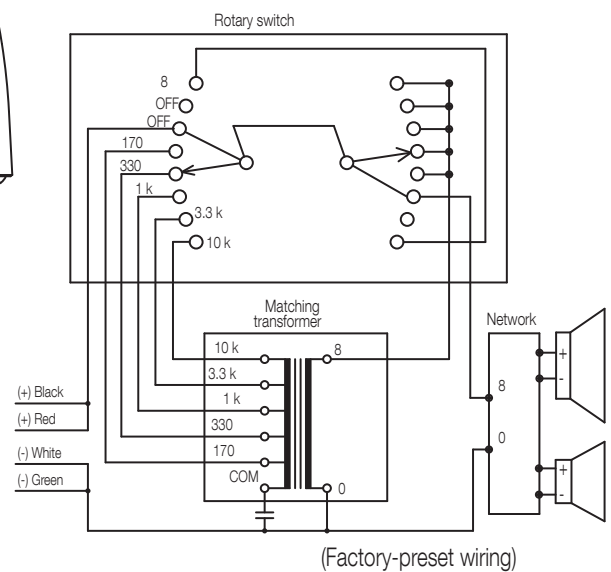 Rotary switch
8
OFF
OFF
170
330
1 k
3.3 k
10 k
Matching
transformer
10 k
3.3 k
1 k
330
170
COM
8
0
Network
8
0
+
-
+
-
(+) Black
(+) Red
(-) White
(-) Green
(Factory-preset wiring)